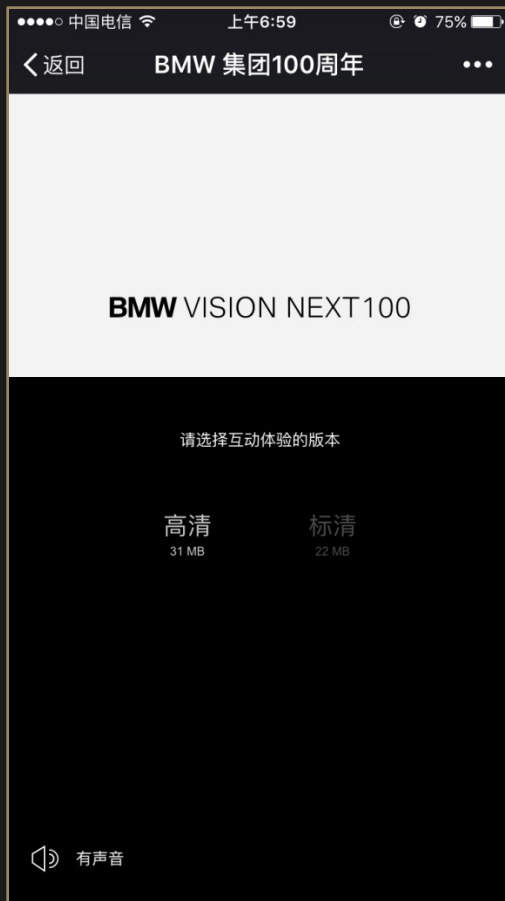 中国电信 上午6:59 75%
返回 BMW 集团100周年
BMW VISION NEXT100
请选择互动体验的版本
高清 标清
31 MB 22 MB
有声音